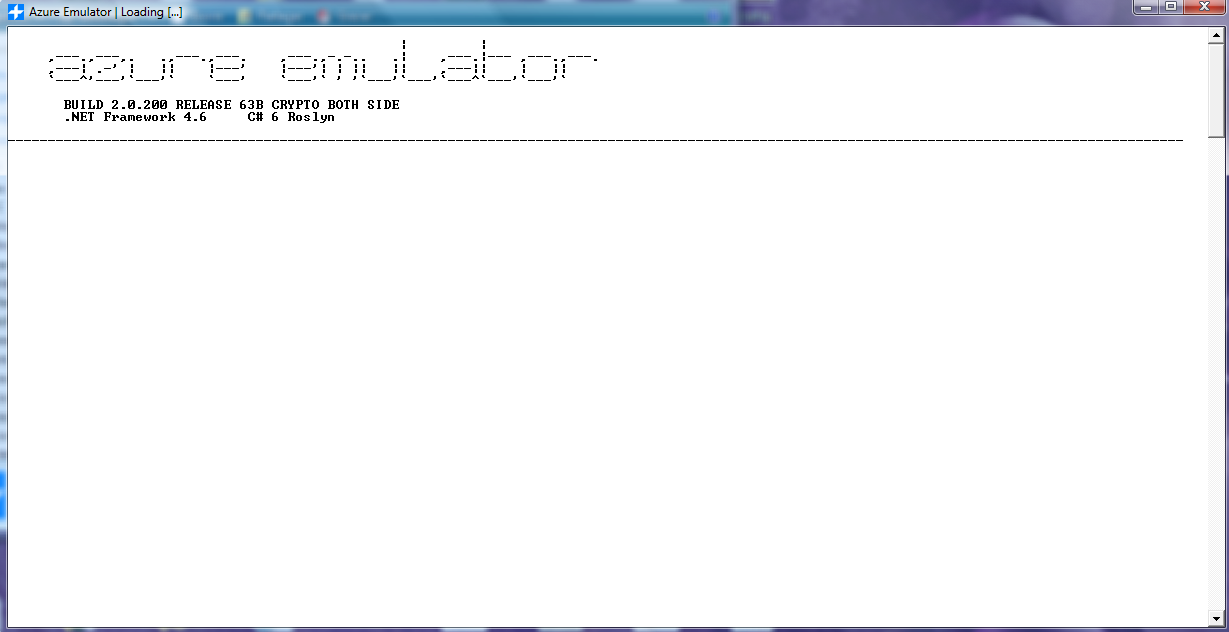 Azure Emulator | Loading [...]
azure emulator
BUILD 2.0.200 RELEASE 63B CRYPTO BOTH SIDE
.NET Framework 4.6     C# 6 Roslyn